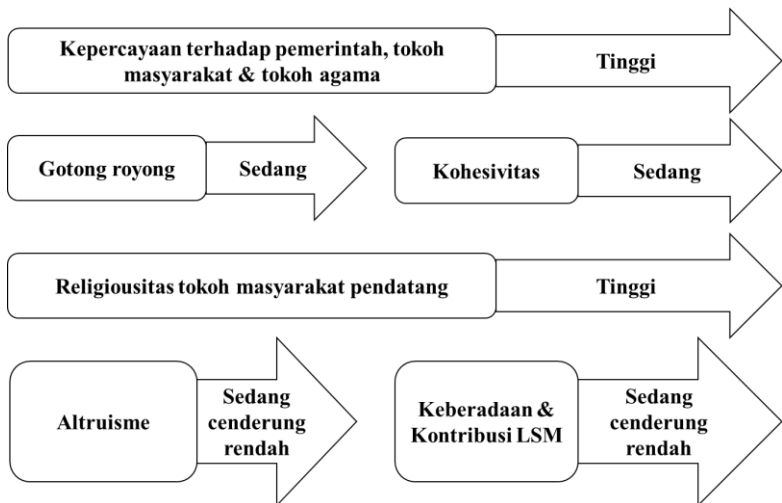 Kepercayaan terhadap pemerintah, tokoh
masyarakat & tokoh agama
Tinggi
Gotong royong
Sedang
Kohesivitas
Sedang
Religiousitas tokoh masyarakat pendatang
Tinggi
Altruisme
Sedang
cenderung
rendah
Keberadaan &
Kontribusi LSM
Sedang
cenderung
rendah